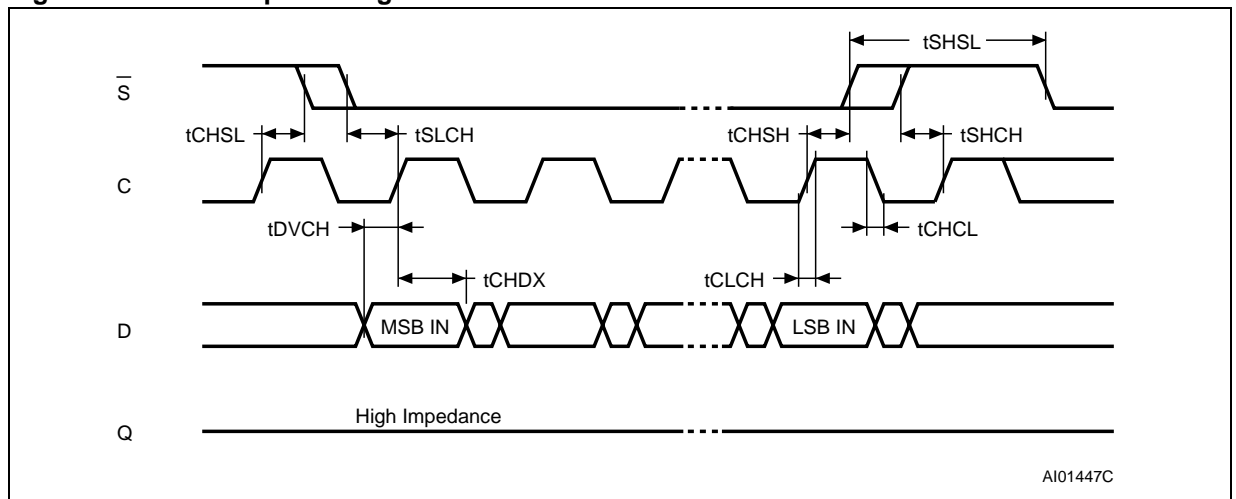 tSHSL
S
tCHSL
tSLCH
tCHSH
tSHCH
C
tDVCH
tCHCL
tCHDX
tCLCH
D
MSB IN
LSB IN
High Impedance
Q
AI01447C